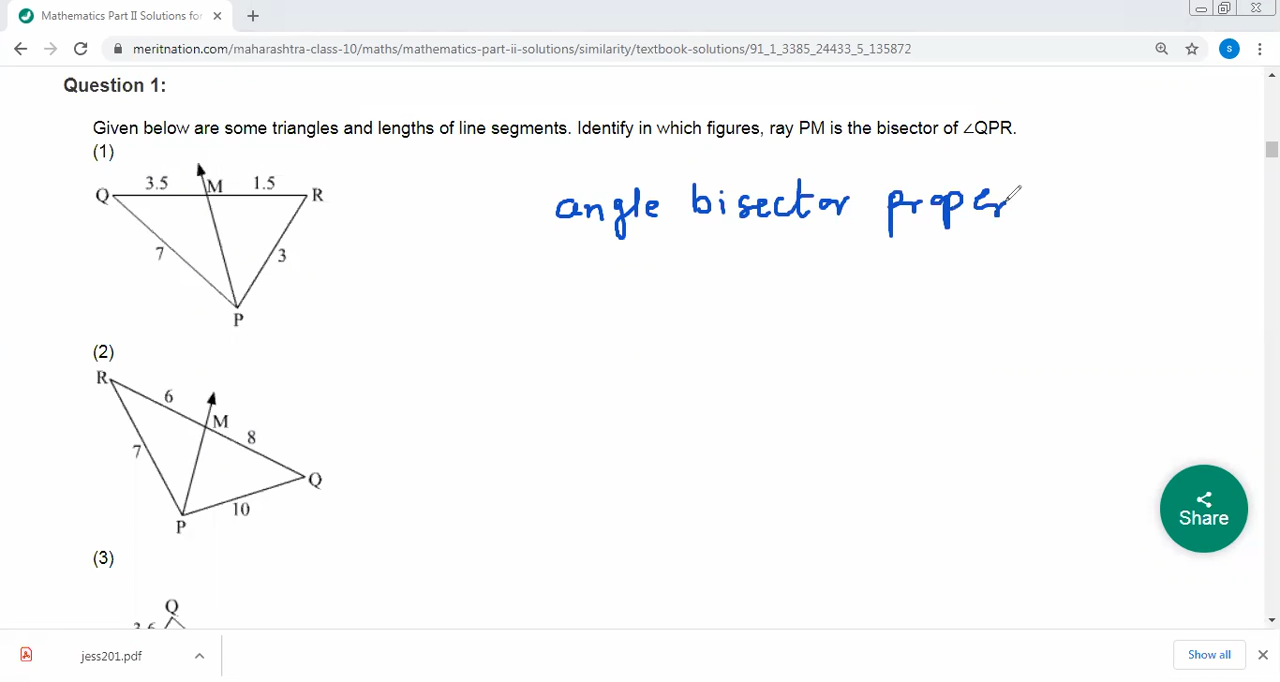 Mathematics Part II Solutions for
meritnation.com/maharashtra-class-10/maths/mathematics-part-ii-solutions/similarity/textbook-solutions/91_1_3385_24433_5_135872
s
Question 1:
Given below are some triangles and lengths of line segments. Identify in which figures, ray PM is the bisector of ∠QPR.
(1)
Q 3.5 M 1.5 R
7 3
P
angle bisector proper
(2)
R 6 M 8 Q
7 10
P
Share
(3)
Q
3.6
jess201.pdf
Show all